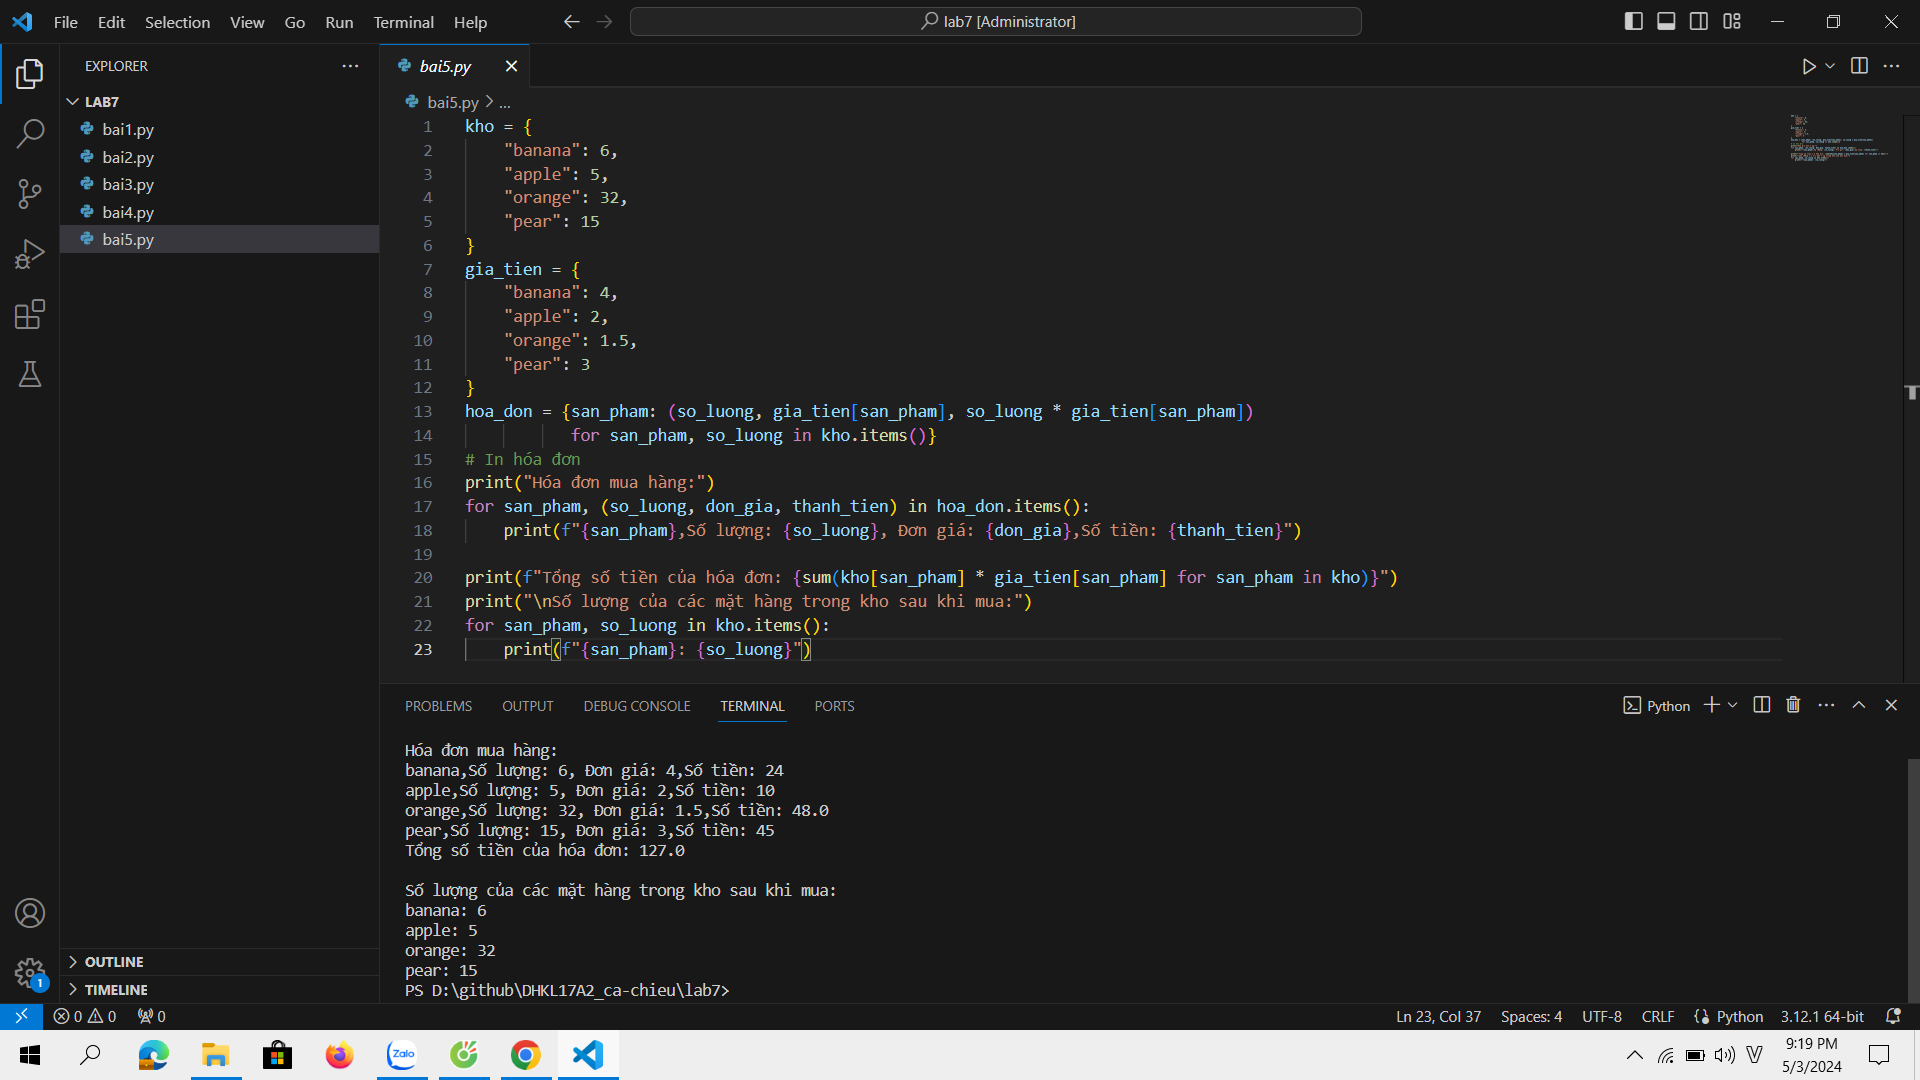 File Edit Selection View Go Run Terminal Help
lab7 [Administrator]
EXPLORER
LAB7
bai1.py
bai2.py
bai3.py
bai4.py
bai5.py
OUTLINE
TIMELINE
bai5.py
bai5.py > ...
1 kho = {
2 "banana": 6,
3 "apple": 5,
4 "orange": 32,
5 "pear": 15
6 }
7 gia_tien = {
8 "banana": 4,
9 "apple": 2,
10 "orange": 1.5,
11 "pear": 3
12 }
13 hoa_don = {san_pham: (so_luong, gia_tien[san_pham], so_luong * gia_tien[san_pham])
14 for san_pham, so_luong in kho.items()}
15 # In hóa đơn
16 print("Hóa đơn mua hàng:")
17 for san_pham, (so_luong, don_gia, thanh_tien) in hoa_don.items():
18 print(f"{san_pham},Số lượng: {so_luong}, Đơn giá: {don_gia},Số tiền: {thanh_tien}")
19
20 print(f"Tổng số tiền của hóa đơn: {sum(kho[san_pham] * gia_tien[san_pham] for san_pham in kho)}")
21 print("\nSố lượng của các mặt hàng trong kho sau khi mua:")
22 for san_pham, so_luong in kho.items():
23 print(f"{san_pham}: {so_luong}")
PROBLEMS OUTPUT DEBUG CONSOLE TERMINAL PORTS
Python
Hóa đơn mua hàng:
banana,Số lượng: 6, Đơn giá: 4,Số tiền: 24
apple,Số lượng: 5, Đơn giá: 2,Số tiền: 10
orange,Số lượng: 32, Đơn giá: 1.5,Số tiền: 48.0
pear,Số lượng: 15, Đơn giá: 3,Số tiền: 45
Tổng số tiền của hóa đơn: 127.0
Số lượng của các mặt hàng trong kho sau khi mua:
banana: 6
apple: 5
orange: 32
pear: 15
PS D:\github\DHKL17A2_ca-chieu\lab7>
1
0 0 0
Ln 23, Col 37 Spaces: 4 UTF-8 CRLF Python 3.12.1 64-bit
Zalo
V
9:19 PM
5/3/2024